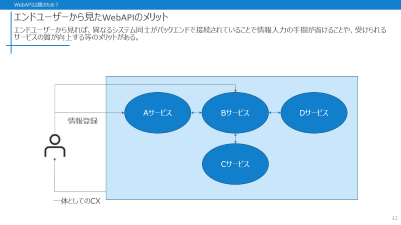 WebAPIは誰のため？
エンドユーザーから見たWebAPIのメリット
エンドユーザーから見れば、異なるシステム同士がバックエンドで接続されていることで情報入力の手間が省けることや、受けられる
サービスの質が向上する等のメリットがある。
Aサービス
Bサービス
Dサービス
情報登録
Cサービス
一体としてのCX
12